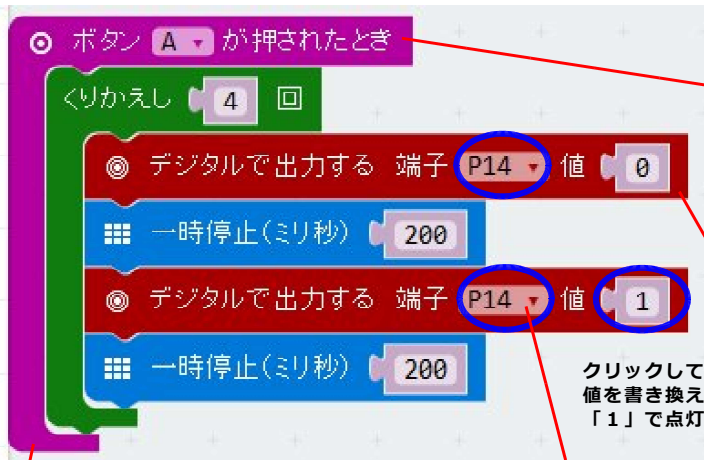 ボタン A が押されたとき
くりかえし 4 回
デジタルで出力する 端子 P14 値 0
一時停止(ミリ秒) 200
デジタルで出力する 端子 P14 値 1
一時停止(ミリ秒) 200
クリックして
値を書き換え
「１」で点灯